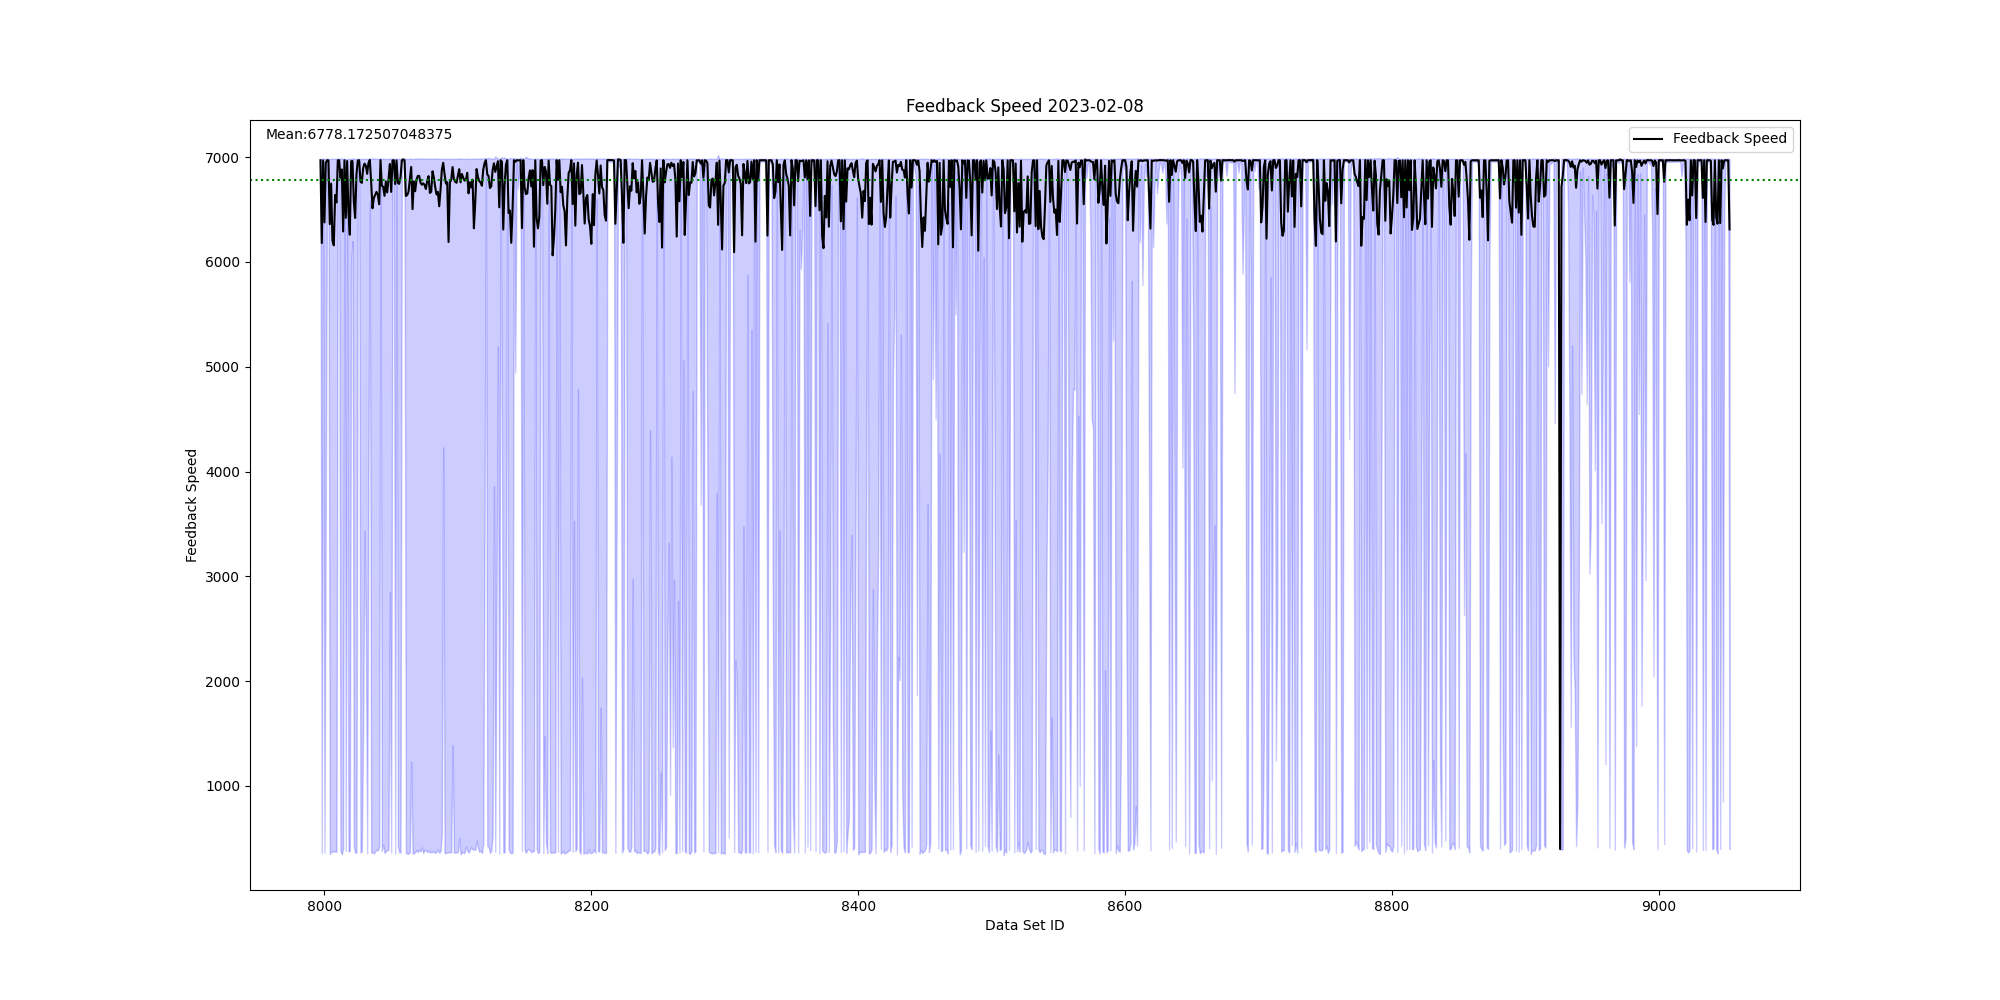 Feedback Speed 2023-02-08
Mean:6778.172507048375
Feedback Speed
7000
6000
5000
4000
3000
2000
1000
Feedback Speed
8000 8200 8400 8600 8800 9000
Data Set ID